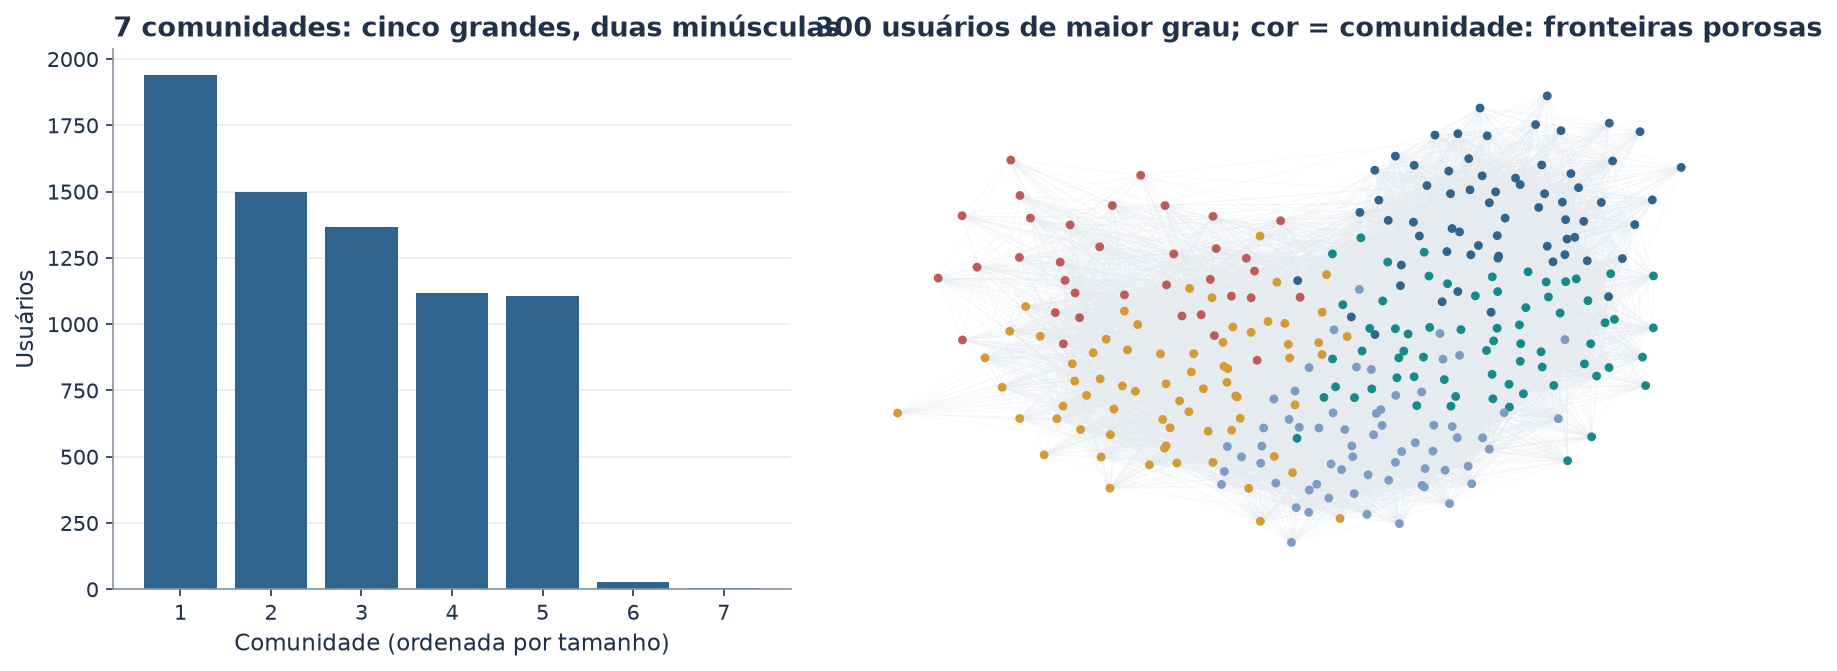 7 comunidades: cinco grandes, duas minúsculas
300 usuários de maior grau; cor = comunidade: fronteiras porosas
2000
1750
1500
1250
1000
750
500
250
0
Usuários
1 2 3 4 5 6 7
Comunidade (ordenada por tamanho)